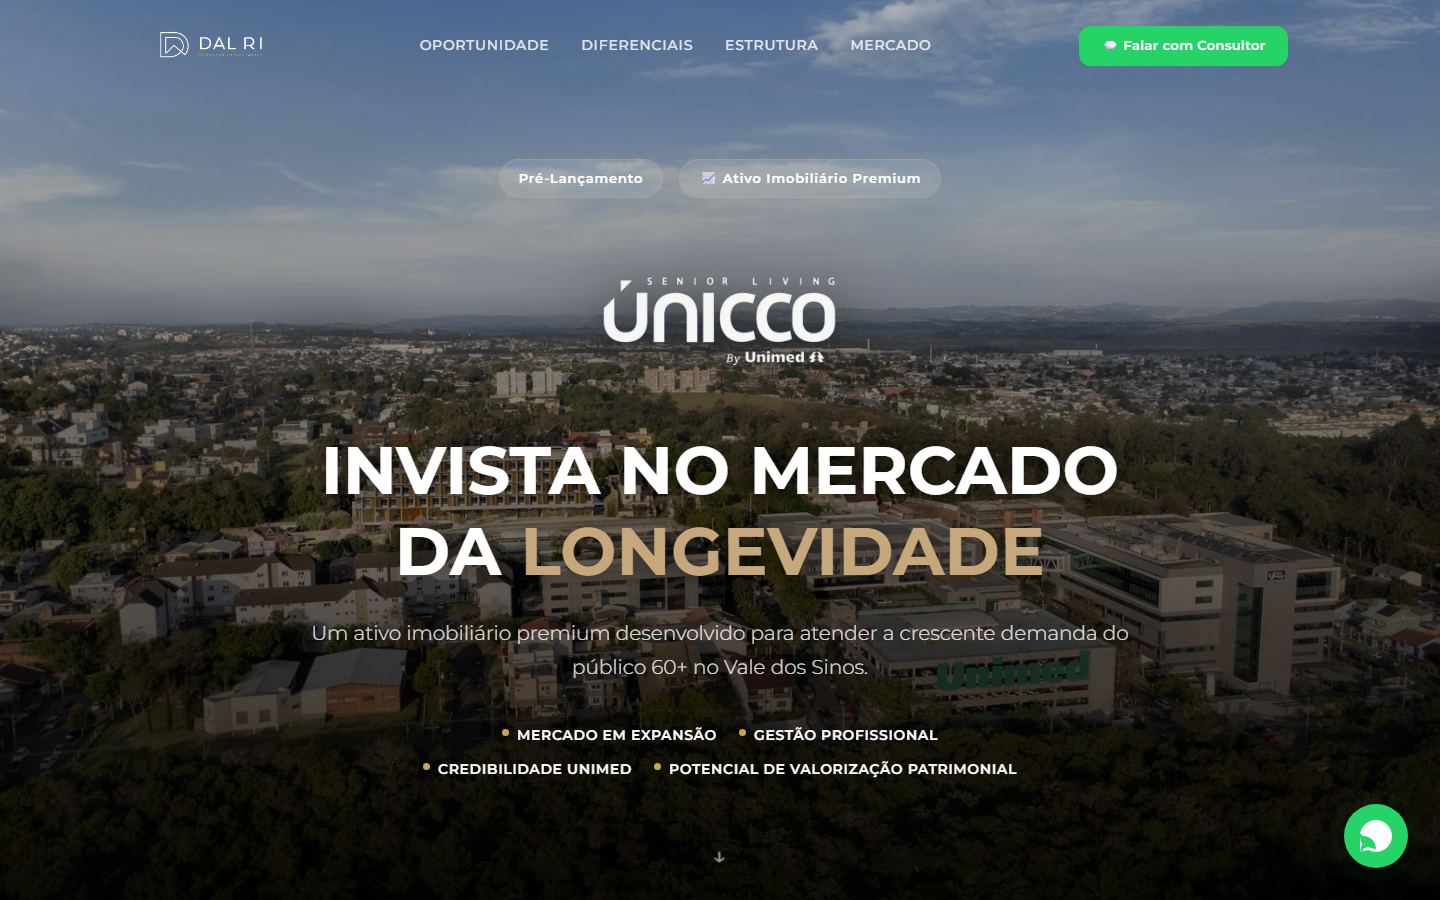 DAL RI
OPORTUNIDADE
DIFERENCIAIS
ESTRUTURA
MERCADO
Falar com Consultor
Pré-Lançamento
Ativo Imobiliário Premium
SENIOR LIVING
únicco
By Unimed
INVISTA NO MERCADO
DA LONGEVIDADE
Um ativo imobiliário premium desenvolvido para atender a crescente demanda do
público 60+ no Vale dos Sinos.
Unimed
MERCADO EM EXPANSÃO
GESTÃO PROFISSIONAL
CREDIBILIDADE UNIMED
POTENCIAL DE VALORIZAÇÃO PATRIMONIAL